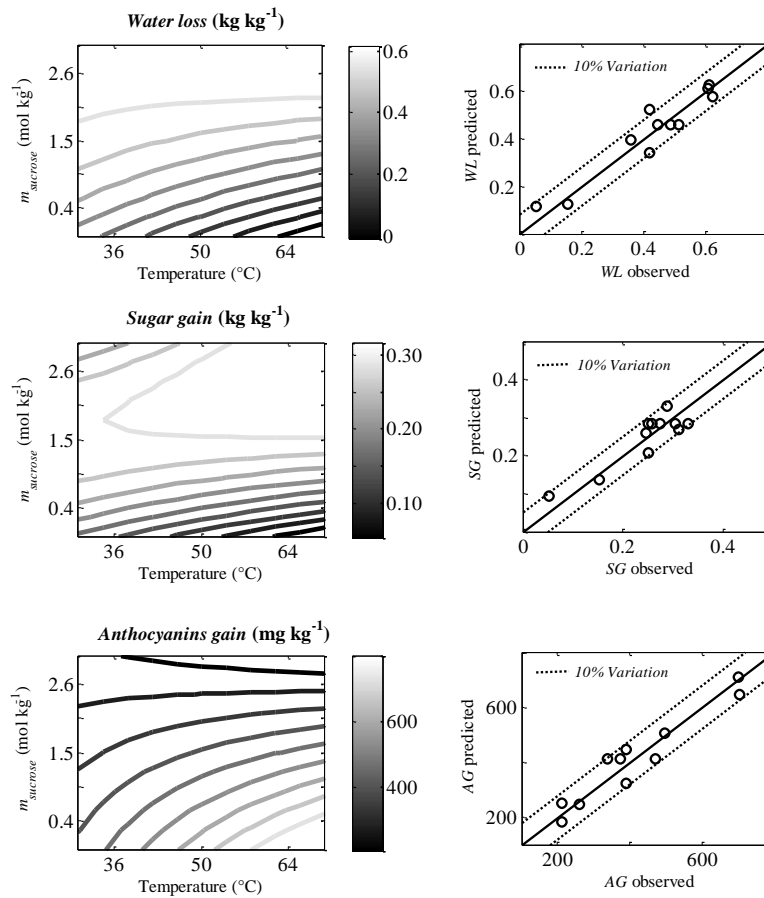 Water loss (kg kg-1)
2.6
1.5
0.4
m sucrose (mol kg-1)
36 50 64
Temperature (°C)
0.6
0.4
0.2
0
10% Variation
0.6
0.4
0.2
WL predicted
0 0.2 0.4 0.6
WL observed
Sugar gain (kg kg-1)
2.6
1.5
0.4
m sucrose (mol kg-1)
36 50 64
Temperature (°C)
0.30
0.20
0.10
10% Variation
0.4
0.2
SG predicted
0 0.2 0.4
SG observed
Anthocyanins gain (mg kg-1)
2.6
1.5
0.4
m sucrose (mol kg-1)
36 50 64
Temperature (°C)
600
400
10% Variation
600
200
AG predicted
200 600
AG observed